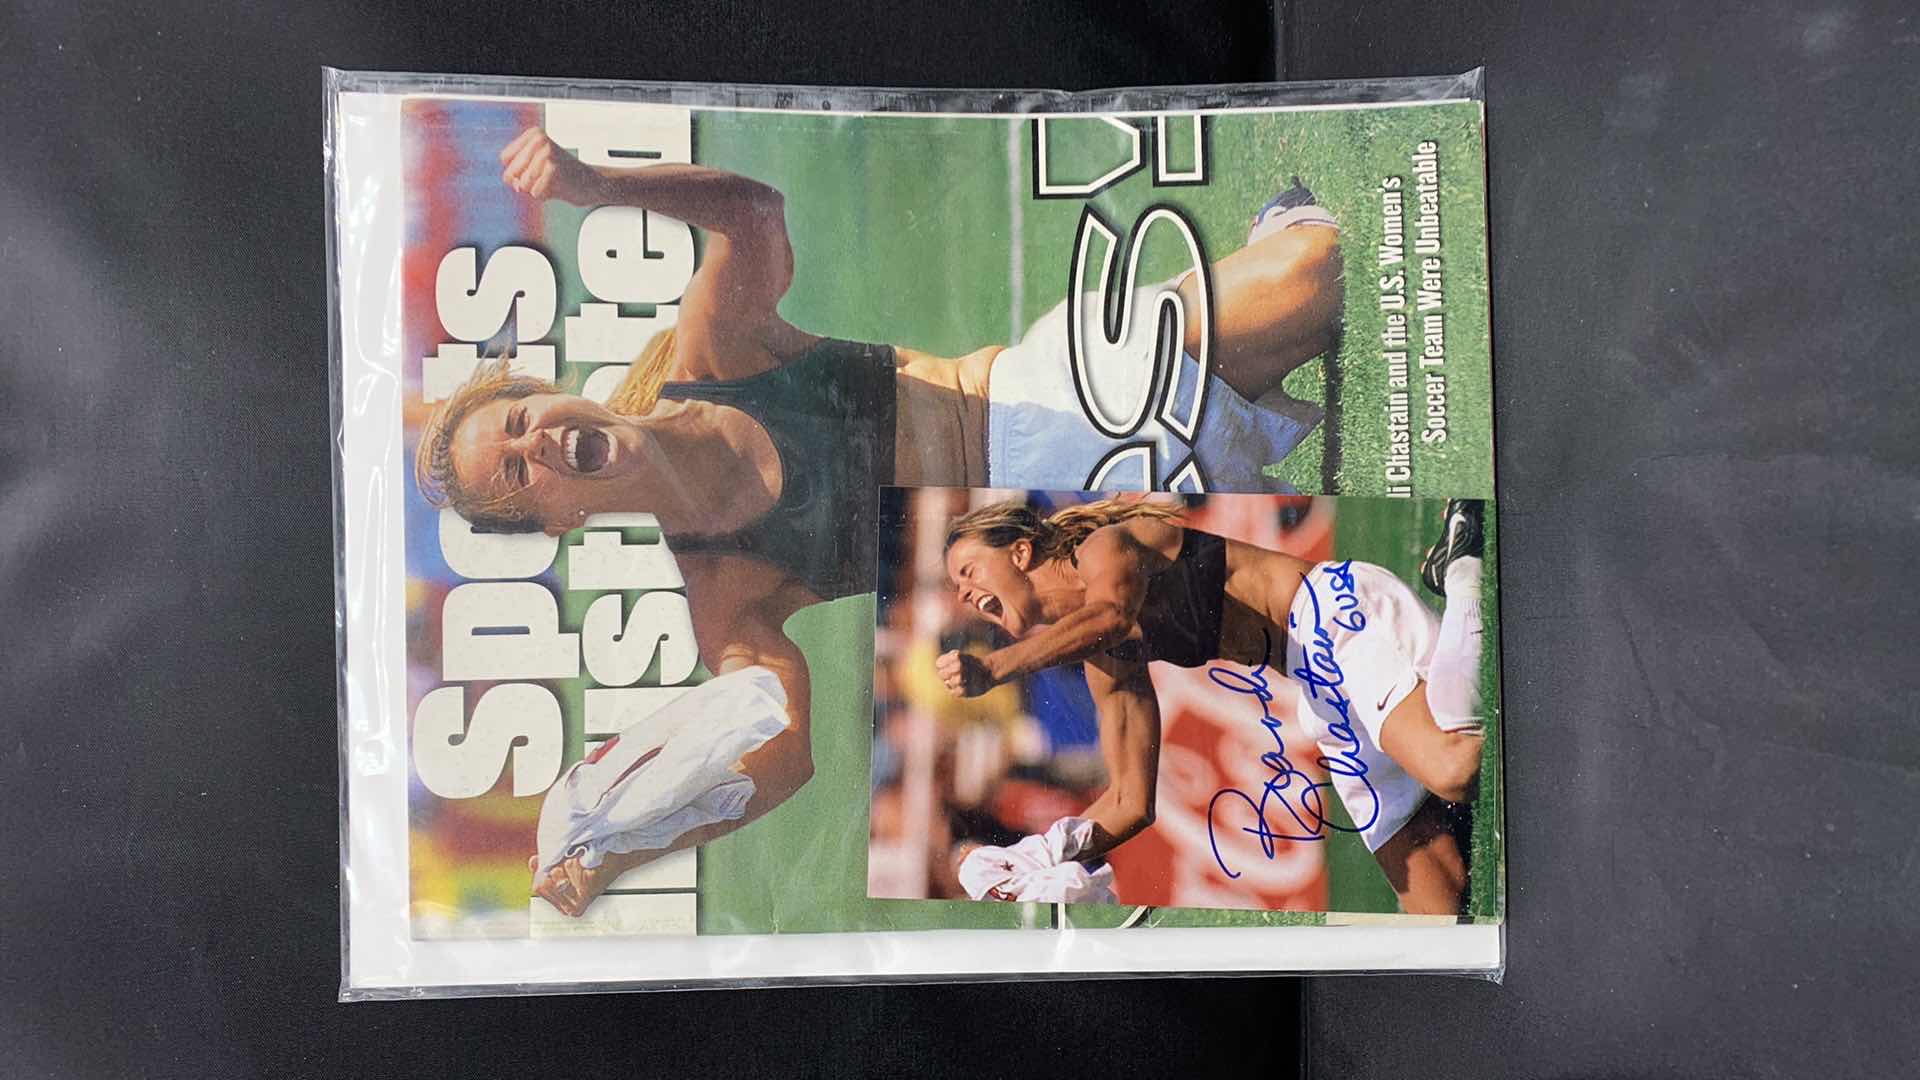 Sports
Illustrated
Chastain and the U.S. Women's
Soccer Team Were Unbeatable
Brandi
Chastain
6 USA